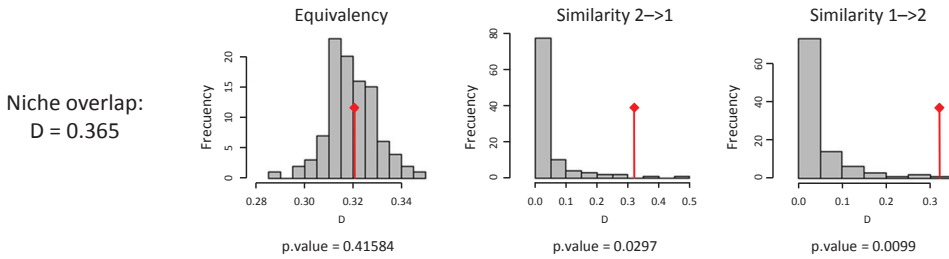 Equivalency
Similarity 2–>1
Similarity 1–>2
Niche overlap:
D = 0.365
Frecuency
0
5
10
15
20
0.28
0.30
0.32
0.34
D
p.value = 0.41584
Frecuency
0
20
40
60
80
0.0
0.1
0.2
0.3
0.4
0.5
D
p.value = 0.0297
Frecuency
0
20
40
60
0.0
0.1
0.2
0.3
D
p.value = 0.0099